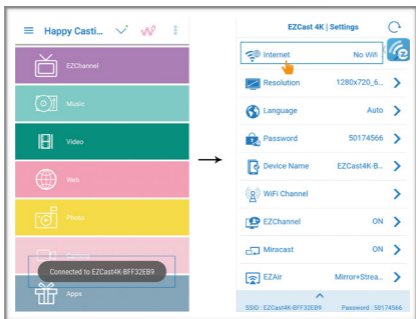 Happy Casti...
EZChannel
Music
Video
Web
Photo
Camera
Connected to EZCast4K-BFF32EB9
Apps
EZCast 4K | Settings
Internet No Wifi
Resolution 1280x720_6...
Language Auto
Password 50174566
Device Name EZCast4K-B...
WiFi Channel
EZChannel ON
Miracast ON
EZAir Mirror+Strea...
SSID : EZCast4K-BFF32EB9 Password : 50174566